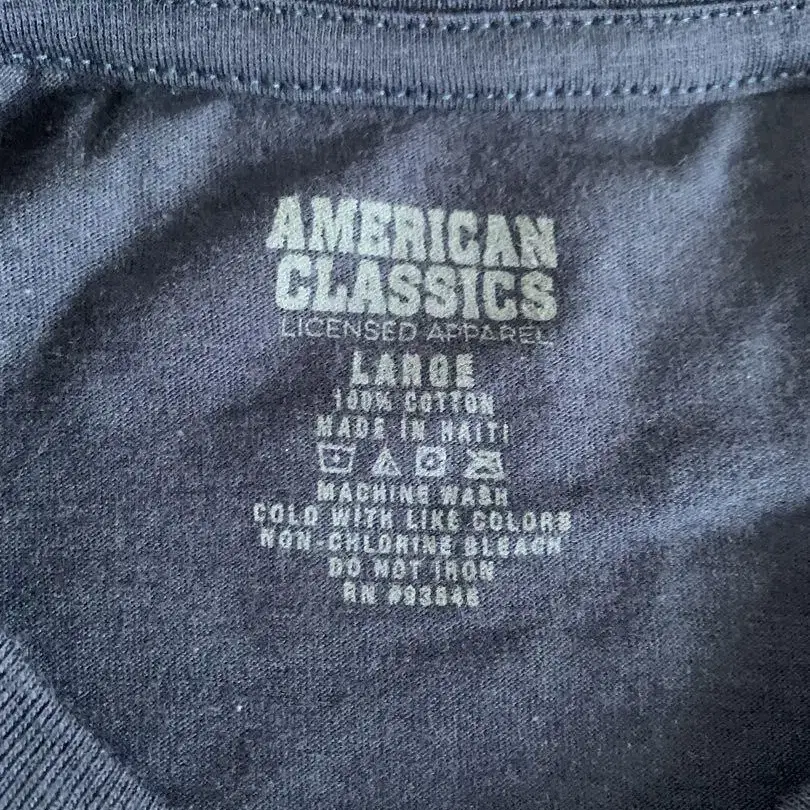 AMERICAN
CLASSICS
LICENSED APPAREL
LARGE
100% COTTON
MADE IN HAITI
MACHINE WASH
COLD WITH LIKE COLORS
NON-CHLORINE BLEACH
DO NOT IRON
RN #93846